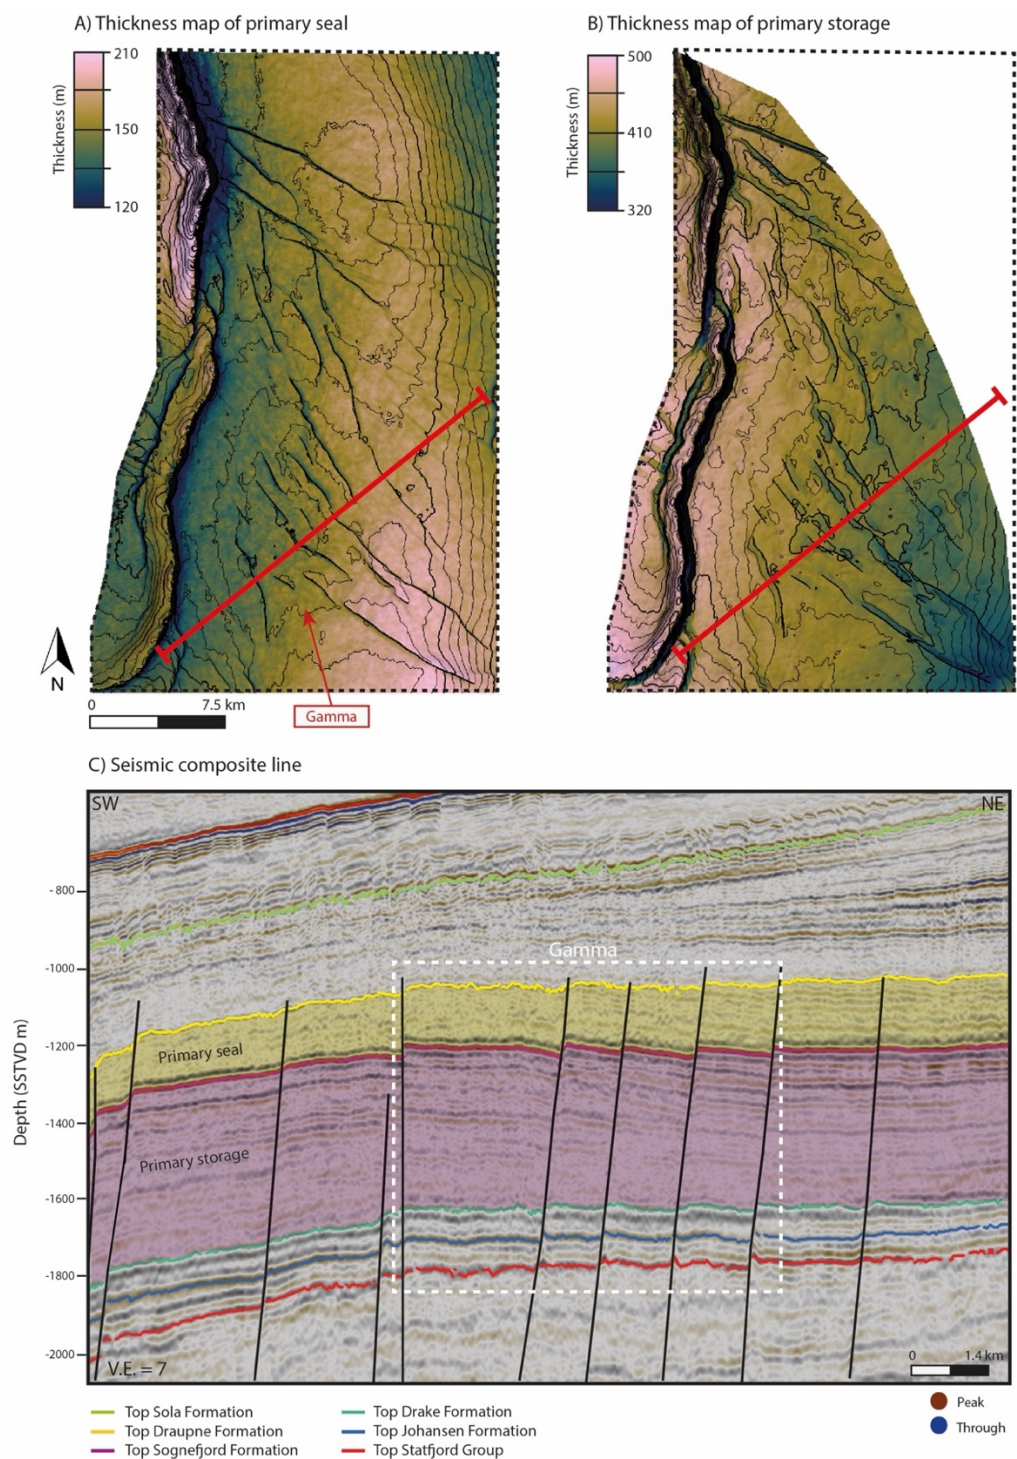 A) Thickness map of primary seal
B) Thickness map of primary storage
210
150
120
Thickness (m)
500
410
320
Thickness (m)
N
0 7.5 km
Gamma
C) Seismic composite line
SW
NE
Gamma
Primary seal
Primary storage
- 800
-1000
-1200
-1400
-1600
-1800
-2000
Depth (SSTVD m)
V.E. = 7
0 1.4 km
Top Sola Formation
Top Draupne Formation
Top Sognefjord Formation
Top Drake Formation
Top Johansen Formation
Top Statfjord Group
Peak
Through